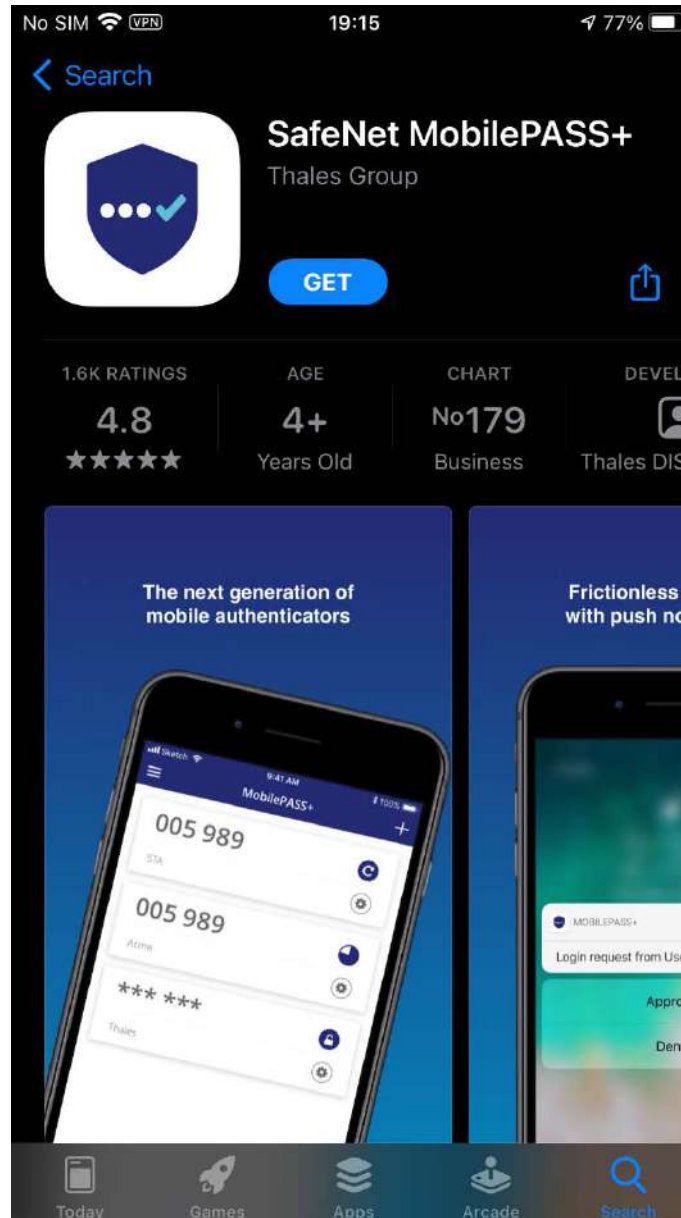 No SIM VPN 19:15 77%
Search
SafeNet MobilePASS+
Thales Group
GET
1.6K RATINGS AGE CHART DEVEL
4.8 4+ No179
★★★★★ Years Old Business Thales DIS
The next generation of
mobile authenticators
Frictionless
with push no
Sketch 9:41 AM 100%
MobilePASS+
005 989
STA
005 989
Acme
*** ***
Thales
MOBILEPASS+
Login request from Use
Appro
Den
Today Games Apps Arcade Search